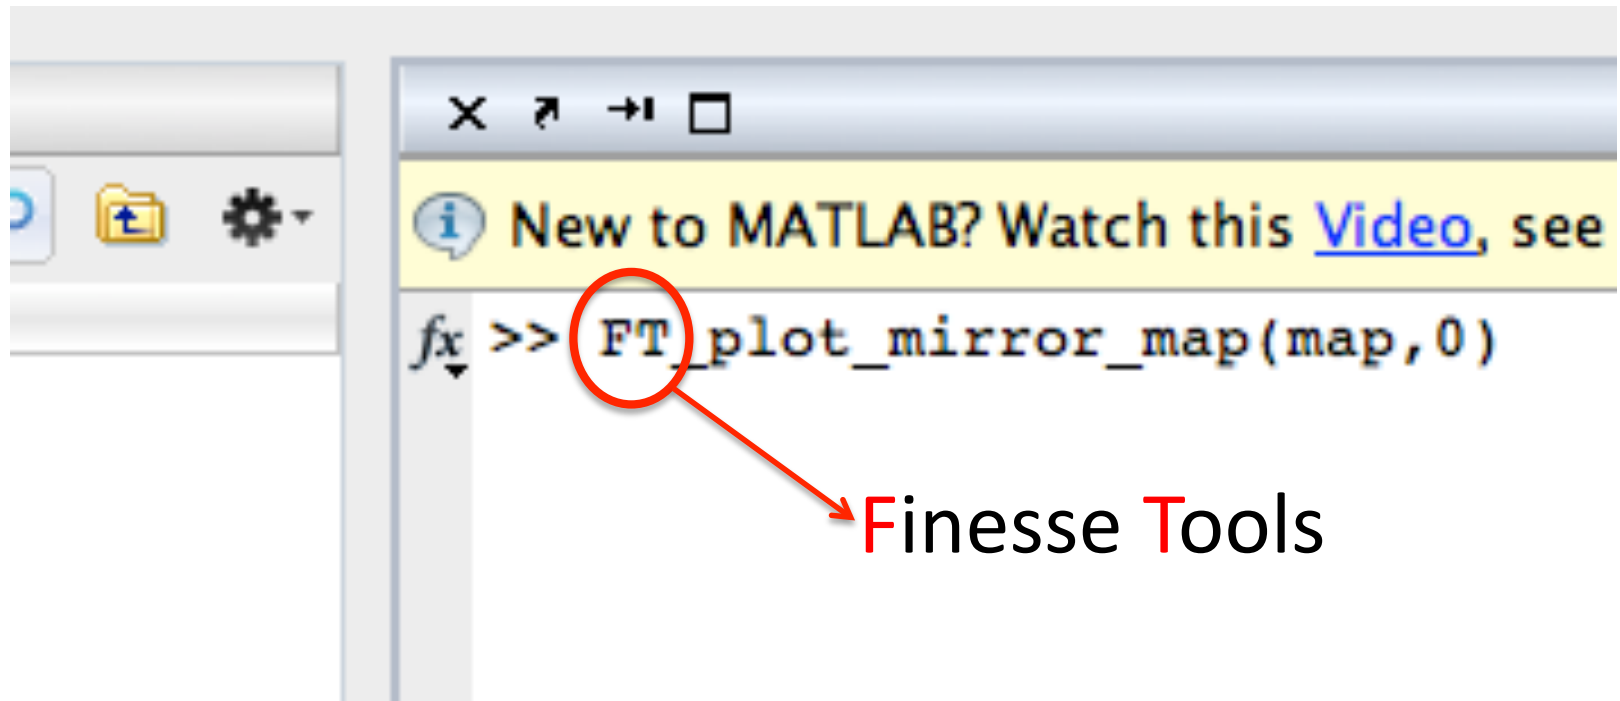 New to MATLAB? Watch this Video, see
fx >> FT_plot_mirror_map(map,0)
Finesse Tools